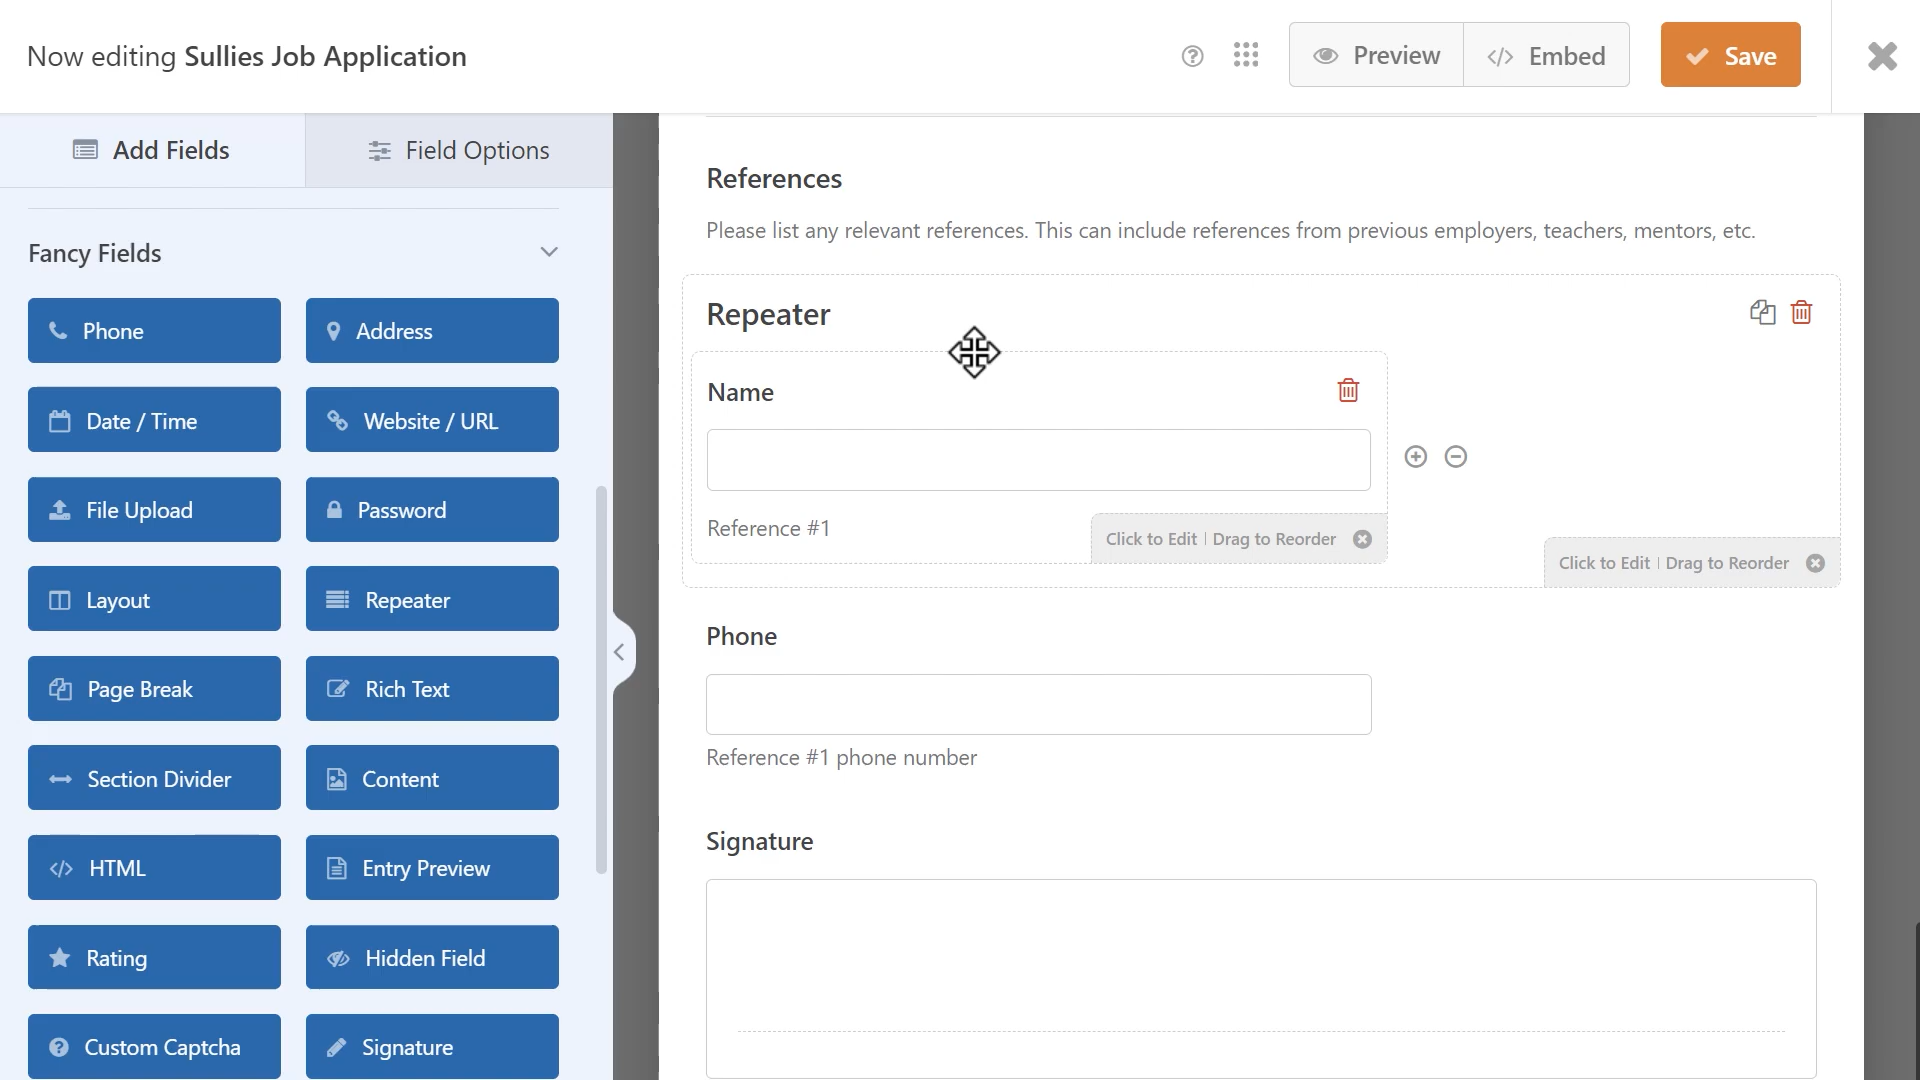 Now editing Sullies Job Application
Preview
Embed
Save
Add Fields
Field Options
Fancy Fields
Phone
Address
Date / Time
Website / URL
File Upload
Password
Layout
Repeater
Page Break
Rich Text
Section Divider
Content
HTML
Entry Preview
Rating
Hidden Field
Custom Captcha
Signature
References
Please list any relevant references. This can include references from previous employers, teachers, mentors, etc.
Repeater
Name
Reference #1
Click to Edit | Drag to Reorder
Click to Edit | Drag to Reorder
Phone
Reference #1 phone number
Signature